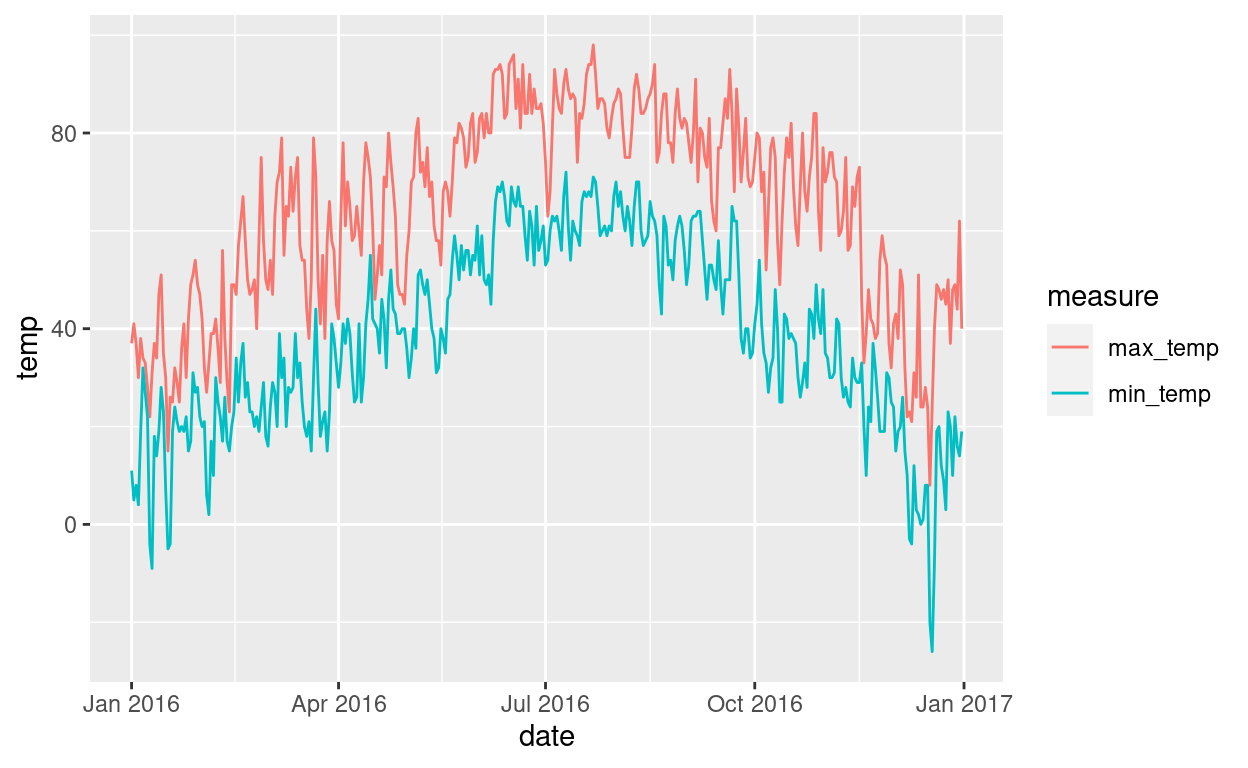 80
40
0
temp
Jan 2016
Apr 2016
Jul 2016
Oct 2016
Jan 2017
date
measure
max_temp
min_temp